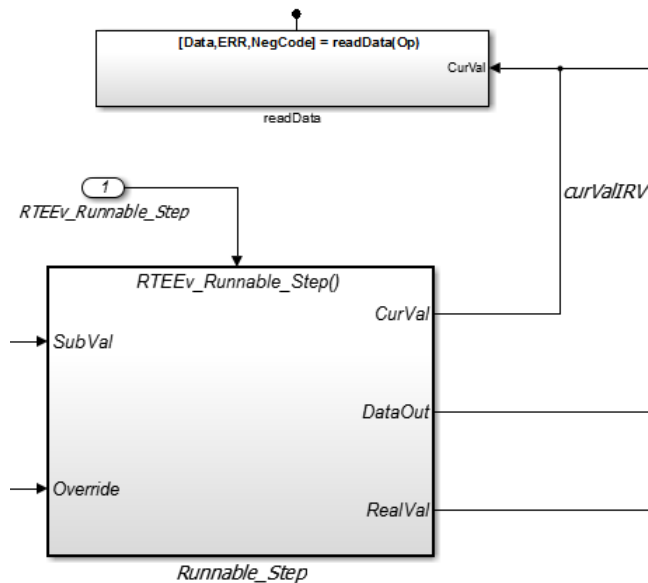 [Data,ERR,NegCode] = readData(Op)
CurVal
readData
1
RTEEv_Runnable_Step
curValIRV
RTEEv_Runnable_Step()
CurVal
SubVal
DataOut
Override
RealVal
Runnable_Step